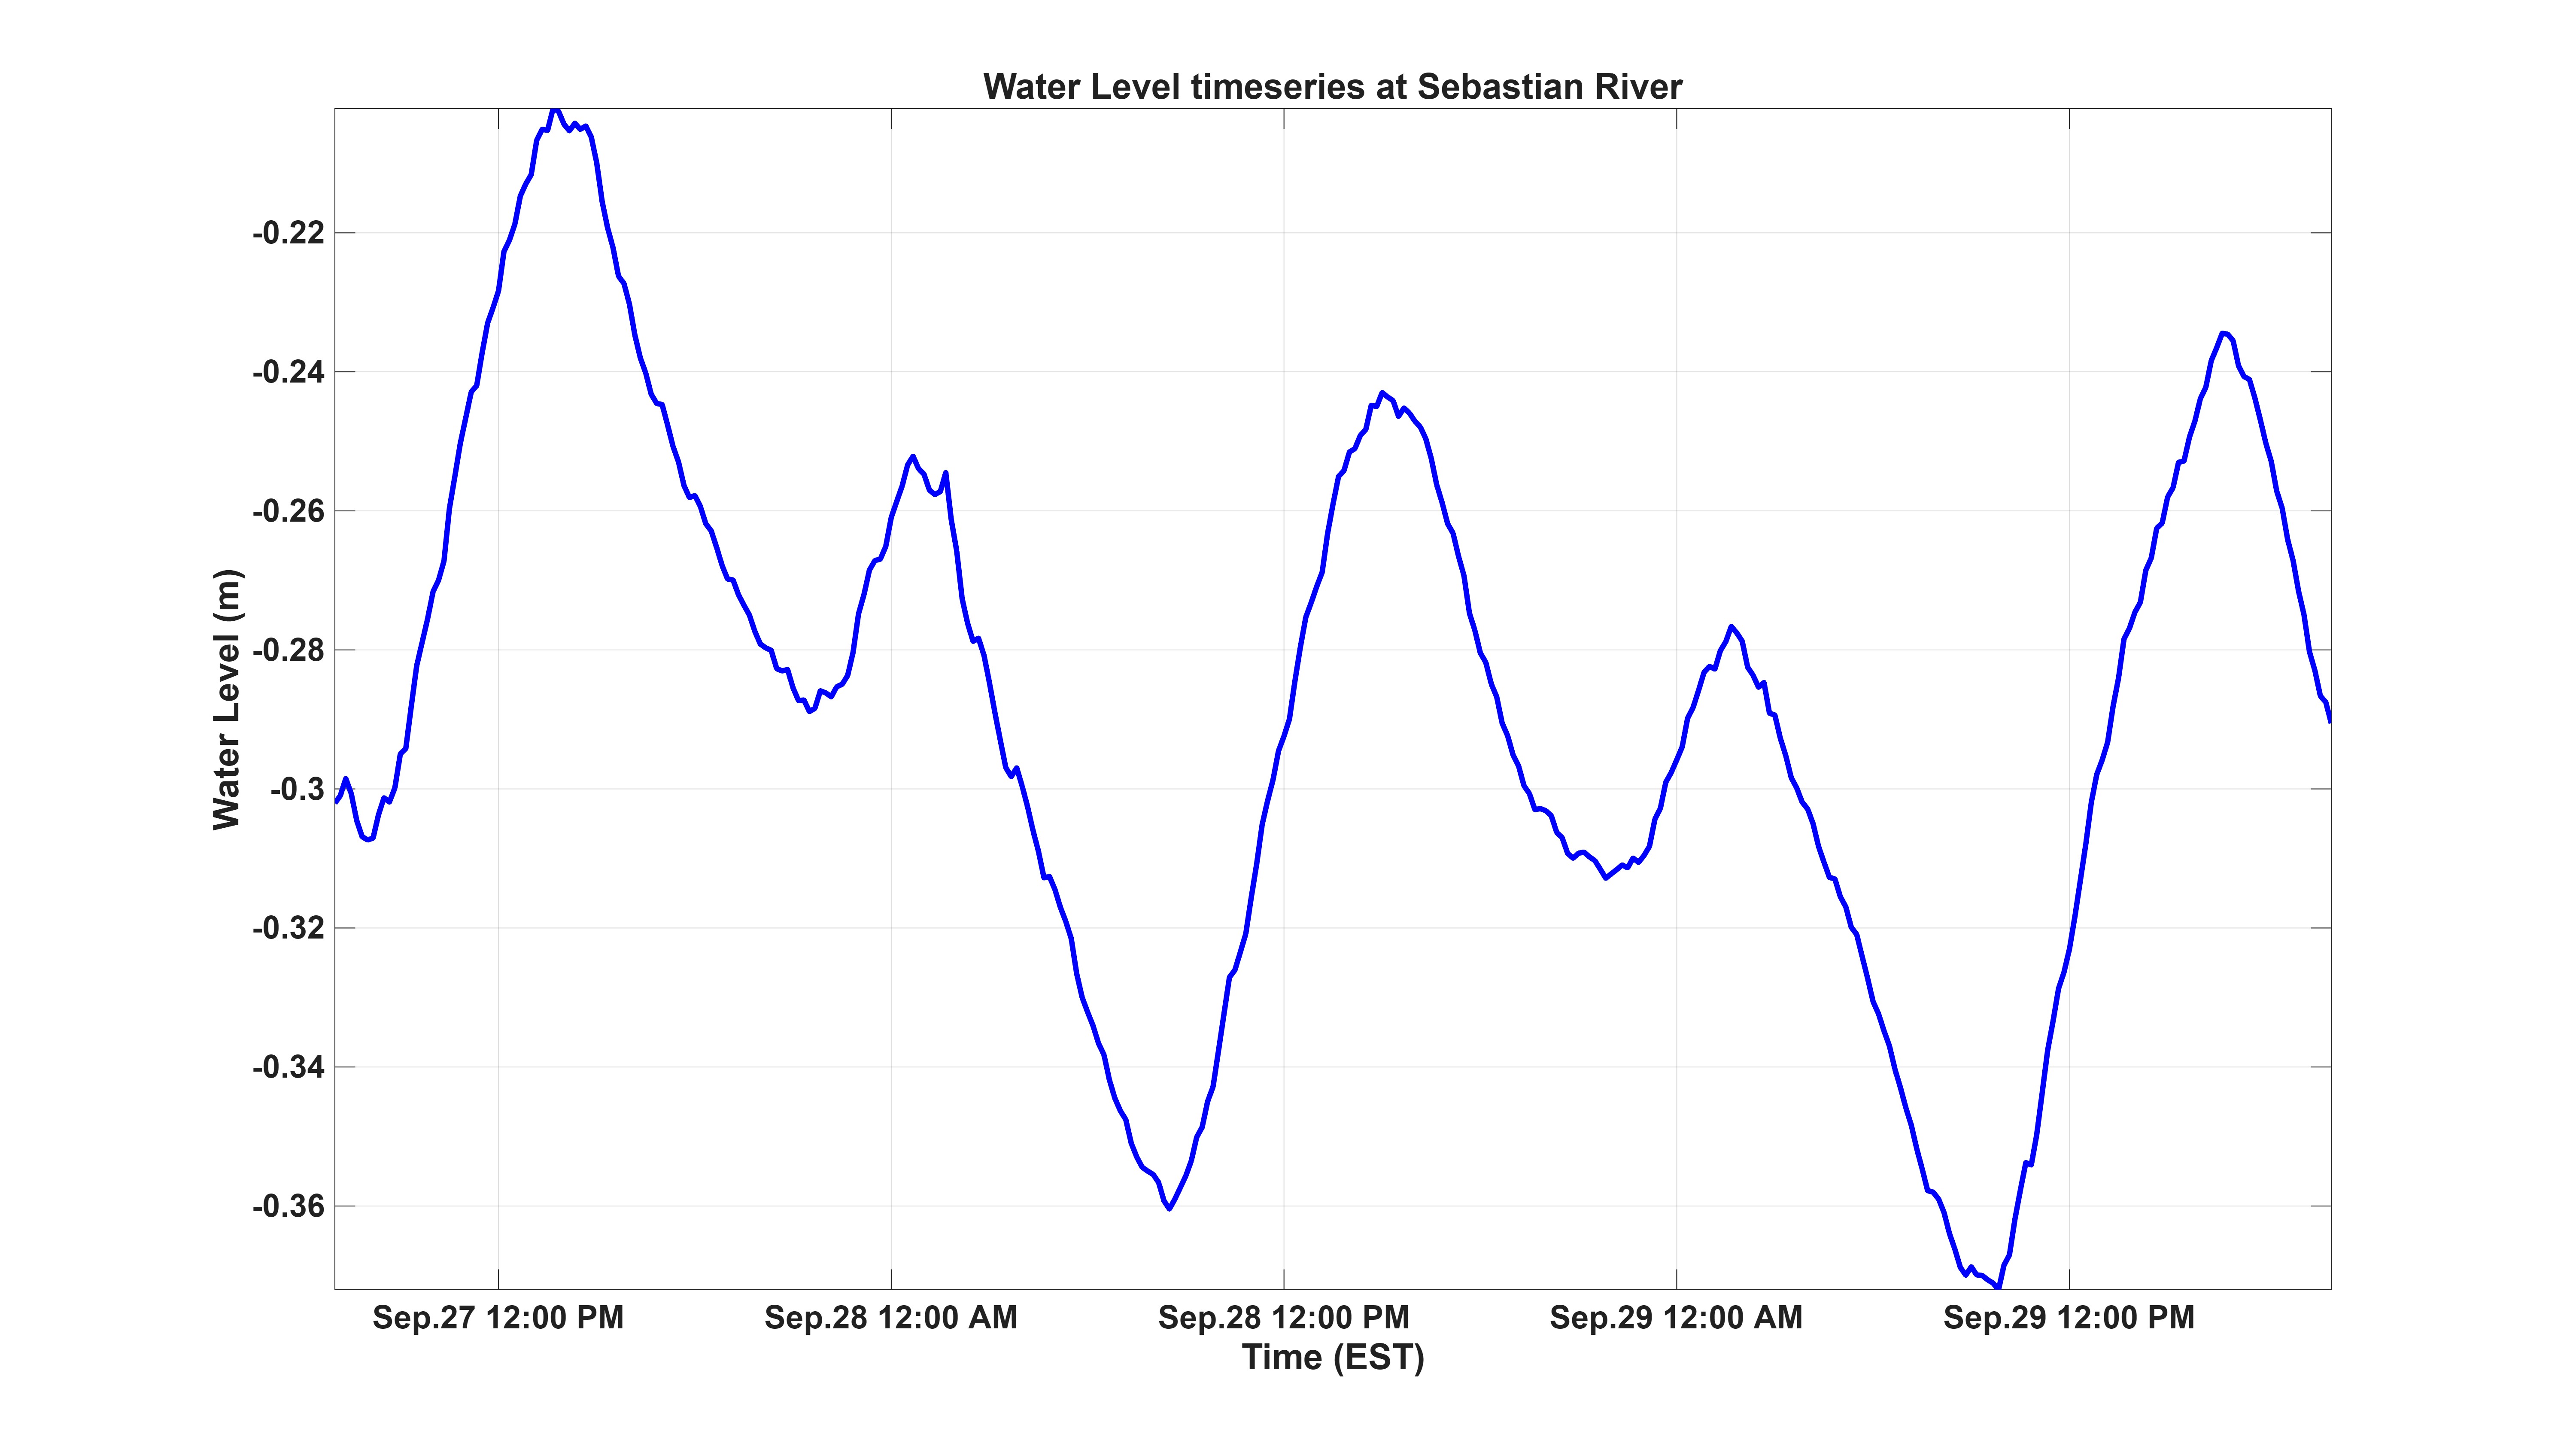 Water Level timeseries at Sebastian River
Water Level (m)
-0.22
-0.24
-0.26
-0.28
-0.3
-0.32
-0.34
-0.36
Sep.27 12:00 PM
Sep.28 12:00 AM
Sep.28 12:00 PM
Sep.29 12:00 AM
Sep.29 12:00 PM
Time (EST)